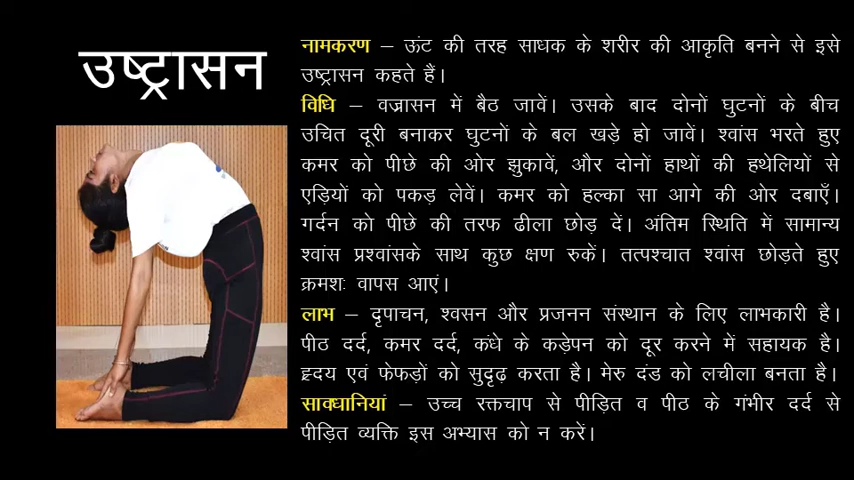 उष्ट्रासन
नामकरण – ऊंट की तरह साधक के शरीर की आकृति बनने से इसे
उष्ट्रासन कहते हैं।
विधि – वज्रासन में बैठ जावें। उसके बाद दोनों घुटनों के बीच
उचित दूरी बनाकर घुटनों के बल खड़े हो जावें। श्वांस भरते हुए
कमर को पीछे की ओर झुकावें, और दोनों हाथों की हथेलियों से
एड़ियों को पकड़ लेवें। कमर को हल्का सा आगे की ओर दबाएँ।
गर्दन को पीछे की तरफ ढीला छोड़ दें। अंतिम स्थिति में सामान्य
श्वांस प्रश्वांसके साथ कुछ क्षण रुकें। तत्पश्चात श्वांस छोड़ते हुए
क्रमशः वापस आएं।
लाभ – दृपाचन, श्वसन और प्रजनन संस्थान के लिए लाभकारी है।
पीठ दर्द, कमर दर्द, कंधे के कड़ेपन को दूर करने में सहायक है।
हृदय एवं फेफड़ों को सुदृढ़ करता है। मेरु दंड को लचीला बनता है।
सावधानियां – उच्च रक्तचाप से पीड़ित व पीठ के गंभीर दर्द से
पीड़ित व्यक्ति इस अभ्यास को न करें।